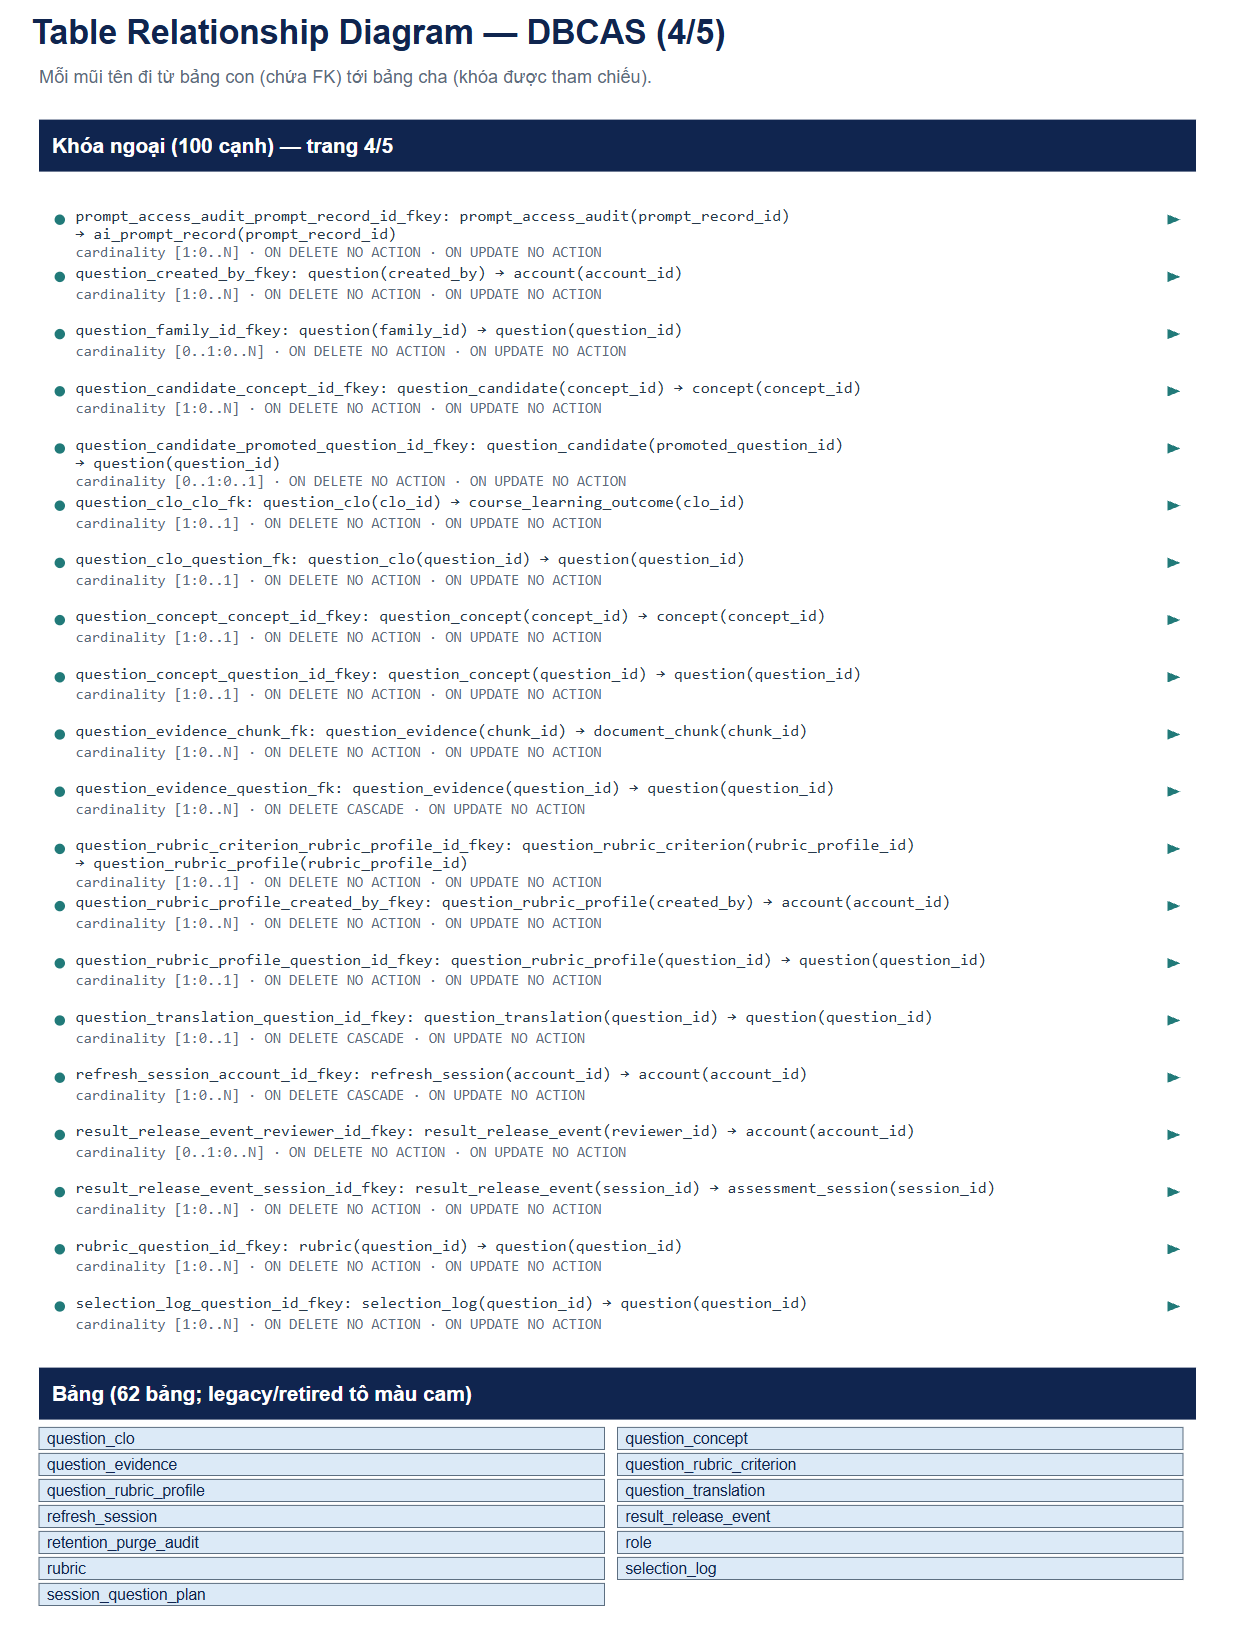 Table Relationship Diagram — DBCAS (4/5)
Mỗi mũi tên đi từ bảng con (chứa FK) tới bảng cha (khóa được tham chiếu).
Khóa ngoại (100 cạnh) — trang 4/5
prompt_access_audit_prompt_record_id_fkey: prompt_access_audit(prompt_record_id)
→ ai_prompt_record(prompt_record_id)
cardinality [1:0..N] · ON DELETE NO ACTION · ON UPDATE NO ACTION
question_created_by_fkey: question(created_by) → account(account_id)
cardinality [1:0..N] · ON DELETE NO ACTION · ON UPDATE NO ACTION
question_family_id_fkey: question(family_id) → question(question_id)
cardinality [0..1:0..N] · ON DELETE NO ACTION · ON UPDATE NO ACTION
question_candidate_concept_id_fkey: question_candidate(concept_id) → concept(concept_id)
cardinality [1:0..N] · ON DELETE NO ACTION · ON UPDATE NO ACTION
question_candidate_promoted_question_id_fkey: question_candidate(promoted_question_id)
→ question(question_id)
cardinality [0..1:0..1] · ON DELETE NO ACTION · ON UPDATE NO ACTION
question_clo_clo_fk: question_clo(clo_id) → course_learning_outcome(clo_id)
cardinality [1:0..1] · ON DELETE NO ACTION · ON UPDATE NO ACTION
question_clo_question_fk: question_clo(question_id) → question(question_id)
cardinality [1:0..1] · ON DELETE NO ACTION · ON UPDATE NO ACTION
question_concept_concept_id_fkey: question_concept(concept_id) → concept(concept_id)
cardinality [1:0..1] · ON DELETE NO ACTION · ON UPDATE NO ACTION
question_concept_question_id_fkey: question_concept(question_id) → question(question_id)
cardinality [1:0..1] · ON DELETE NO ACTION · ON UPDATE NO ACTION
question_evidence_chunk_fk: question_evidence(chunk_id) → document_chunk(chunk_id)
cardinality [1:0..N] · ON DELETE NO ACTION · ON UPDATE NO ACTION
question_evidence_question_fk: question_evidence(question_id) → question(question_id)
cardinality [1:0..N] · ON DELETE CASCADE · ON UPDATE NO ACTION
question_rubric_criterion_rubric_profile_id_fkey: question_rubric_criterion(rubric_profile_id)
→ question_rubric_profile(rubric_profile_id)
cardinality [1:0..1] · ON DELETE NO ACTION · ON UPDATE NO ACTION
question_rubric_profile_created_by_fkey: question_rubric_profile(created_by) → account(account_id)
cardinality [1:0..N] · ON DELETE NO ACTION · ON UPDATE NO ACTION
question_rubric_profile_question_id_fkey: question_rubric_profile(question_id) → question(question_id)
cardinality [1:0..1] · ON DELETE NO ACTION · ON UPDATE NO ACTION
question_translation_question_id_fkey: question_translation(question_id) → question(question_id)
cardinality [1:0..1] · ON DELETE CASCADE · ON UPDATE NO ACTION
refresh_session_account_id_fkey: refresh_session(account_id) → account(account_id)
cardinality [1:0..N] · ON DELETE CASCADE · ON UPDATE NO ACTION
result_release_event_reviewer_id_fkey: result_release_event(reviewer_id) → account(account_id)
cardinality [0..1:0..N] · ON DELETE NO ACTION · ON UPDATE NO ACTION
result_release_event_session_id_fkey: result_release_event(session_id) → assessment_session(session_id)
cardinality [1:0..N] · ON DELETE NO ACTION · ON UPDATE NO ACTION
rubric_question_id_fkey: rubric(question_id) → question(question_id)
cardinality [1:0..N] · ON DELETE NO ACTION · ON UPDATE NO ACTION
selection_log_question_id_fkey: selection_log(question_id) → question(question_id)
cardinality [1:0..N] · ON DELETE NO ACTION · ON UPDATE NO ACTION
Bảng (62 bảng; legacy/retired tô màu cam)
question_clo
question_concept
question_evidence
question_rubric_criterion
question_rubric_profile
question_translation
refresh_session
result_release_event
retention_purge_audit
role
rubric
selection_log
session_question_plan